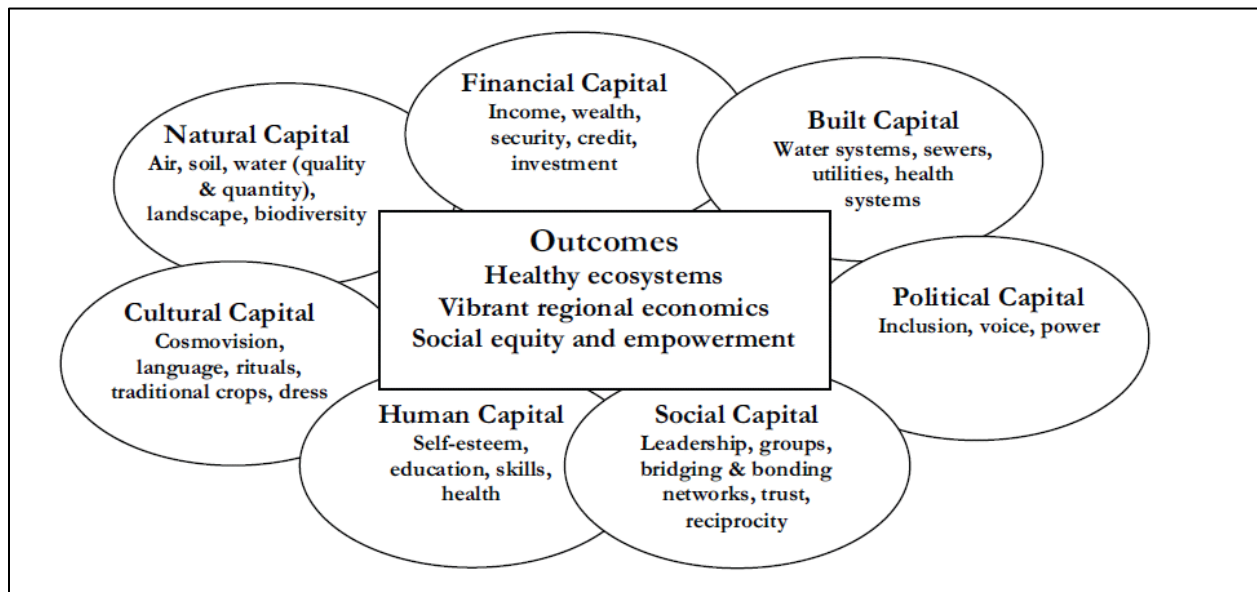 Financial Capital
Income, wealth,
security, credit,
investment
Natural Capital
Air, soil, water (quality
& quantity),
landscape, biodiversity
Built Capital
Water systems, sewers,
utilities, health
systems
Outcomes
Healthy ecosystems
Vibrant regional economics
Social equity and empowerment
Cultural Capital
Cosmovision,
language, rituals,
traditional crops, dress
Political Capital
Inclusion, voice, power
Human Capital
Self-esteem,
education, skills,
health
Social Capital
Leadership, groups,
bridging & bonding
networks, trust,
reciprocity